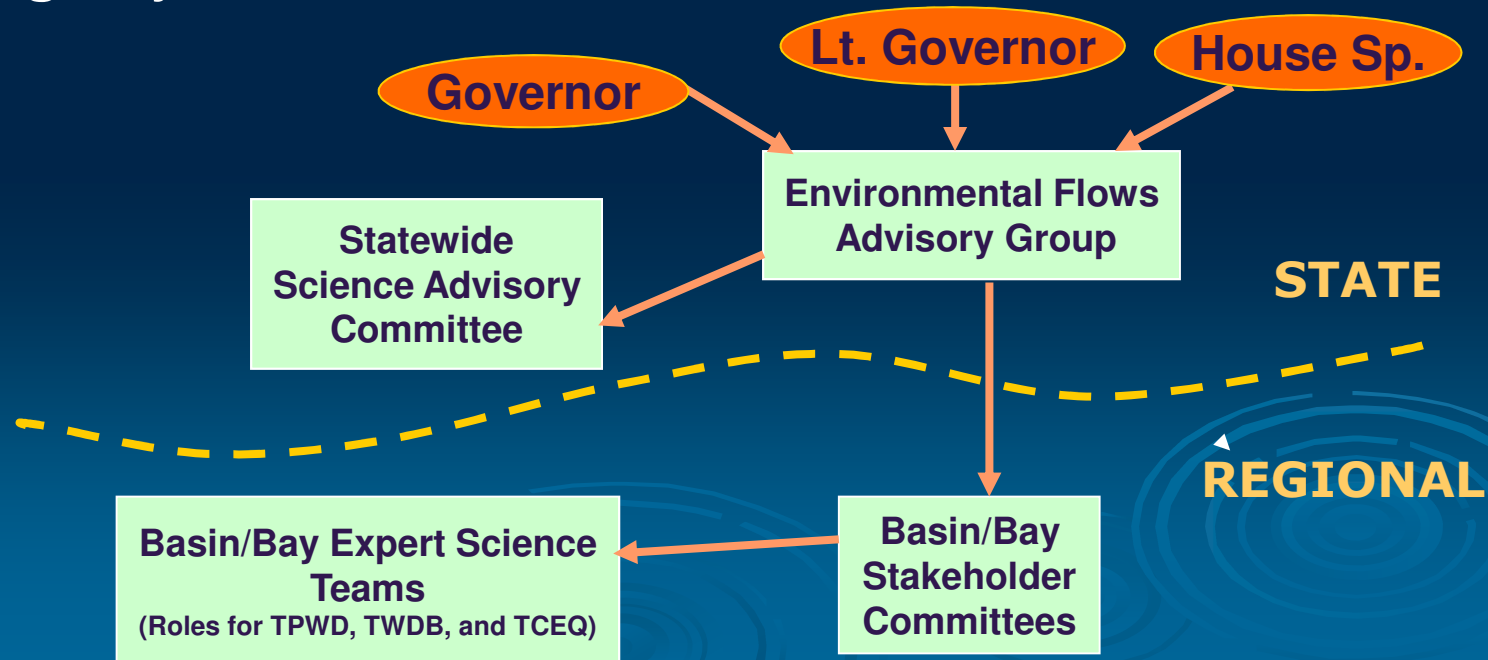 Lt. Governor
House Sp.
Governor
Environmental Flows
Advisory Group
Statewide
Science Advisory
Committee
STATE
REGIONAL
Basin/Bay Expert Science
Teams
(Roles for TPWD, TWDB, and TCEQ)
Basin/Bay
Stakeholder
Committees